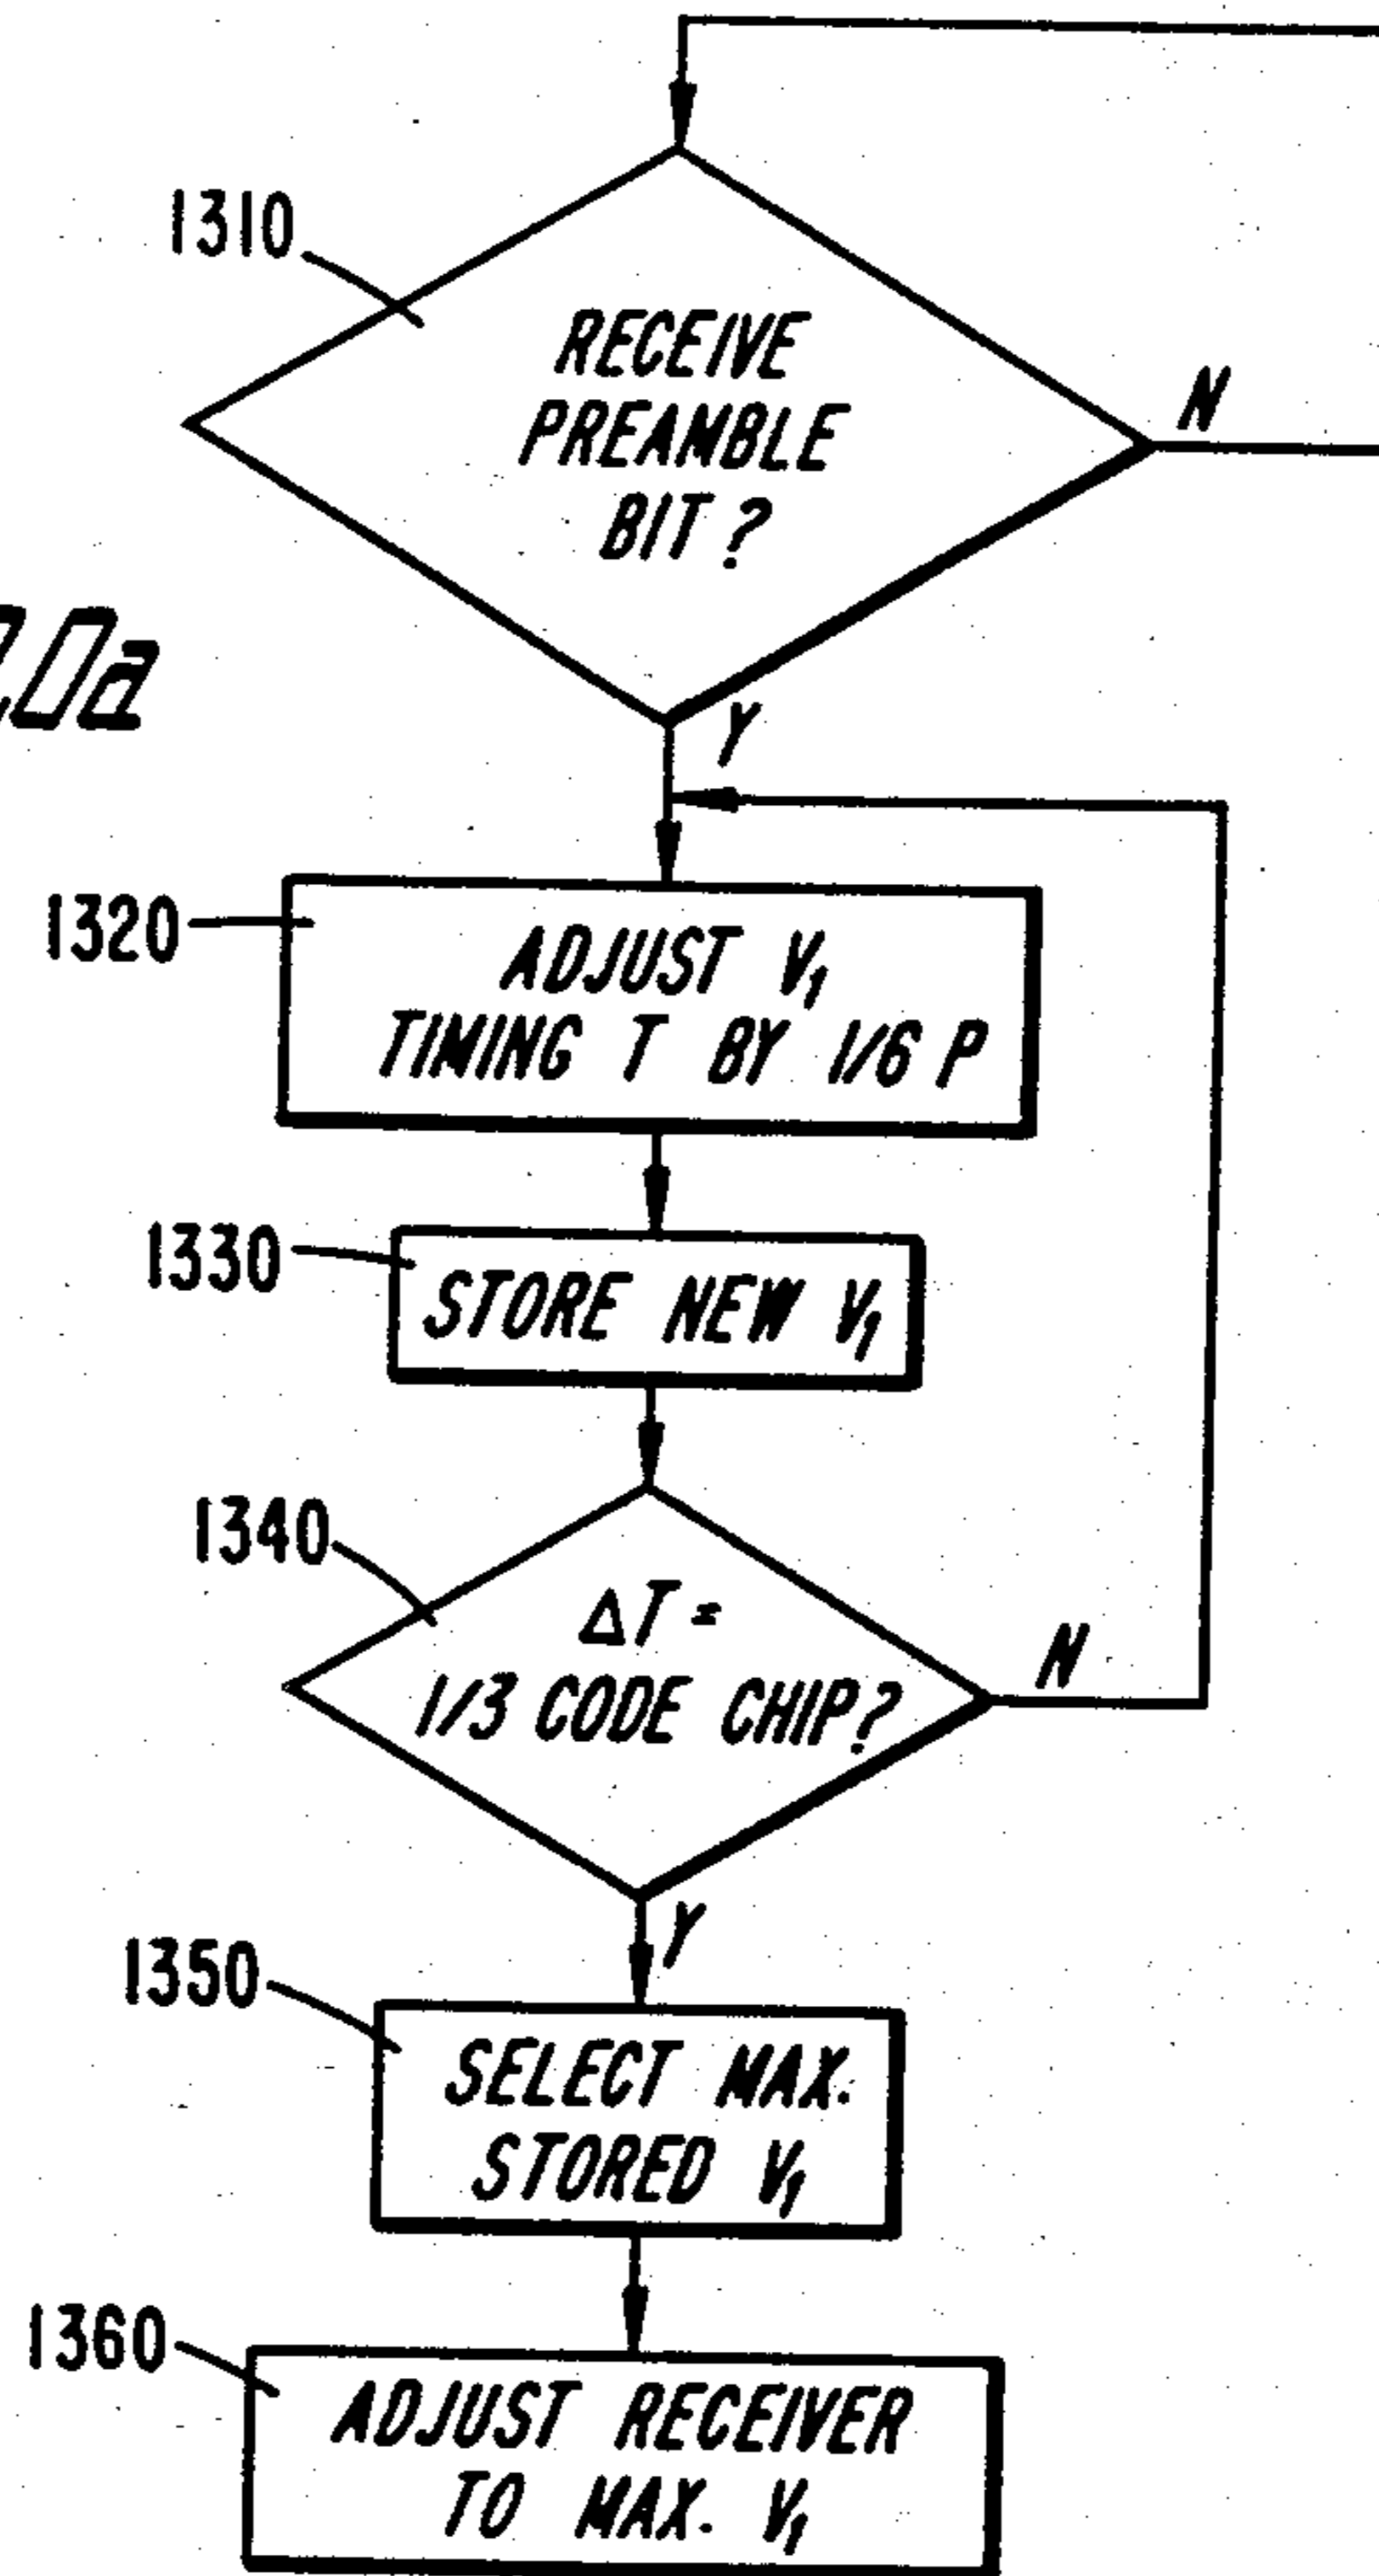 1310
RECEIVE
PREAMBLE
BIT?
N
20a
Y
1320
ADJUST V₁
TIMING T BY 1/6 P
1330
STORE NEW V₁
1340
ΔT =
1/3 CODE CHIP?
N
Y
1350
SELECT MAX.
STORED V₁
1360
ADJUST RECEIVER
TO MAX. V₁